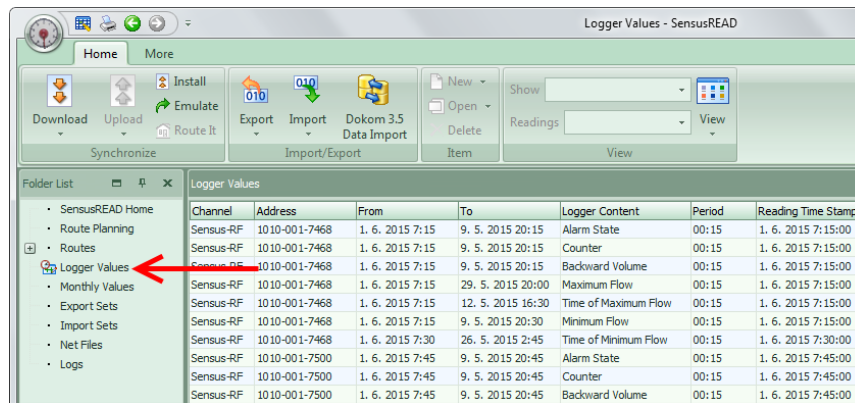 Logger Values - SensusREAD
Home More
Download
Upload
Install
Emulate
Route It
Synchronize
Export
Import
Dokom 3.5
Data Import
Import/Export
New
Open
Delete
Item
Show
Readings
View
View
Folder List
SensusREAD Home
Route Planning
Routes
Logger Values
Monthly Values
Export Sets
Import Sets
Net Files
Logs
Logger Values
Channel Address From To Logger Content Period Reading Time Stamp
Sensus-RF 1010-001-7468 1. 6. 2015 7:15 9. 5. 2015 20:15 Alarm State 00:15 1. 6. 2015 7:15:00
Sensus-RF 1010-001-7468 1. 6. 2015 7:15 9. 5. 2015 20:15 Counter 00:15 1. 6. 2015 7:15:00
Sensus-RF 1010-001-7468 1. 6. 2015 7:15 9. 5. 2015 20:15 Backward Volume 00:15 1. 6. 2015 7:15:00
Sensus-RF 1010-001-7468 1. 6. 2015 7:15 29. 5. 2015 20:00 Maximum Flow 00:15 1. 6. 2015 7:15:00
Sensus-RF 1010-001-7468 1. 6. 2015 7:15 12. 5. 2015 16:30 Time of Maximum Flow 00:15 1. 6. 2015 7:15:00
Sensus-RF 1010-001-7468 1. 6. 2015 7:15 9. 5. 2015 20:30 Minimum Flow 00:15 1. 6. 2015 7:15:00
Sensus-RF 1010-001-7468 1. 6. 2015 7:30 26. 5. 2015 2:45 Time of Minimum Flow 00:15 1. 6. 2015 7:30:00
Sensus-RF 1010-001-7500 1. 6. 2015 7:45 9. 5. 2015 20:45 Alarm State 00:15 1. 6. 2015 7:45:00
Sensus-RF 1010-001-7500 1. 6. 2015 7:45 9. 5. 2015 20:45 Counter 00:15 1. 6. 2015 7:45:00
Sensus-RF 1010-001-7500 1. 6. 2015 7:45 9. 5. 2015 20:45 Backward Volume 00:15 1. 6. 2015 7:45:00